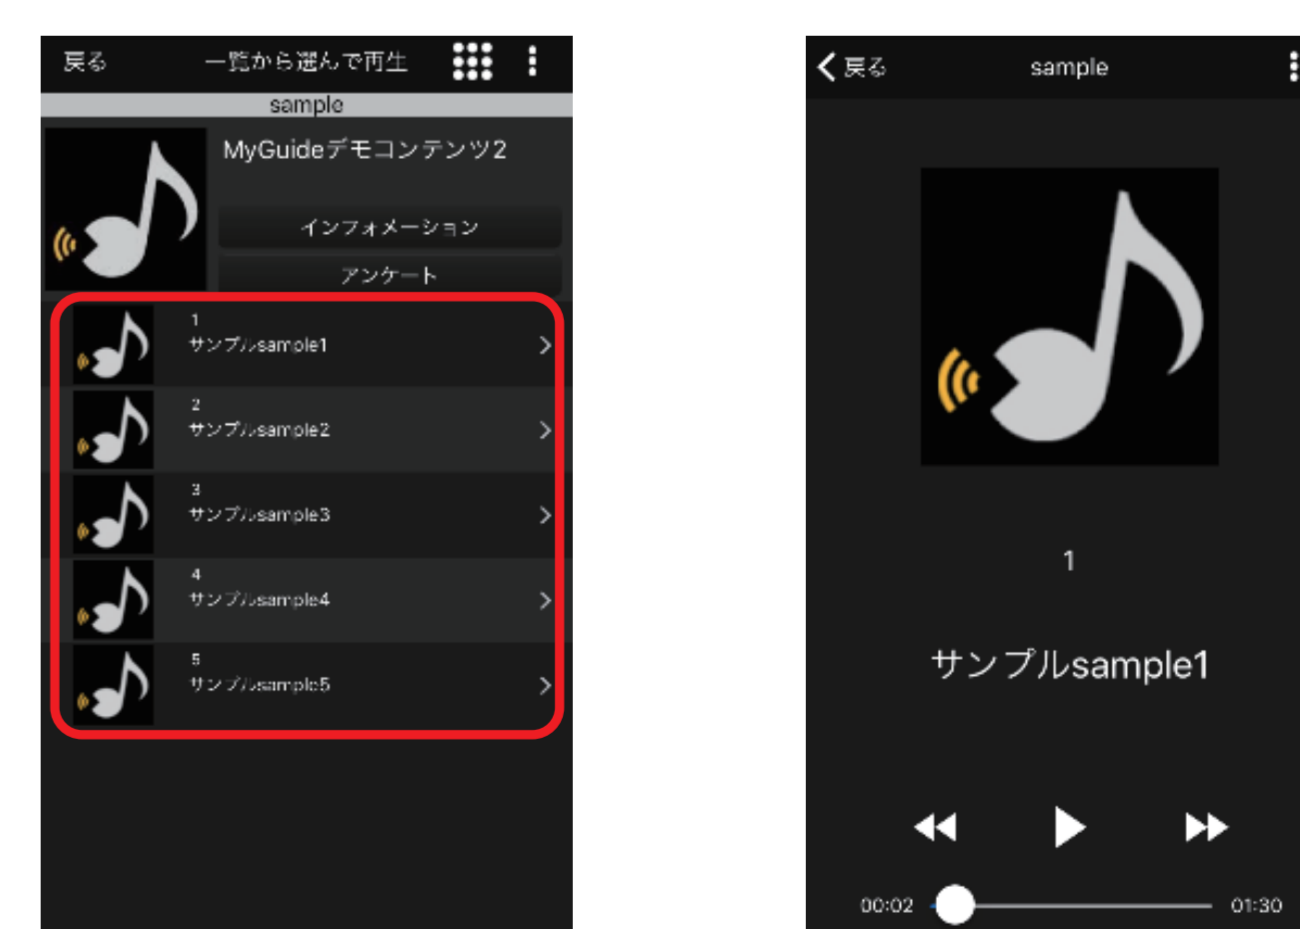 戻る 一覧から選んで再生
sample
MyGuideデモコンテンツ2
インフォメーション
アンケート
1
サンプルsample1
2
サンプルsample2
3
サンプルsample3
4
サンプルsample4
5
サンプルsample5
戻る sample
1
サンプルsample1
00:02 01:30